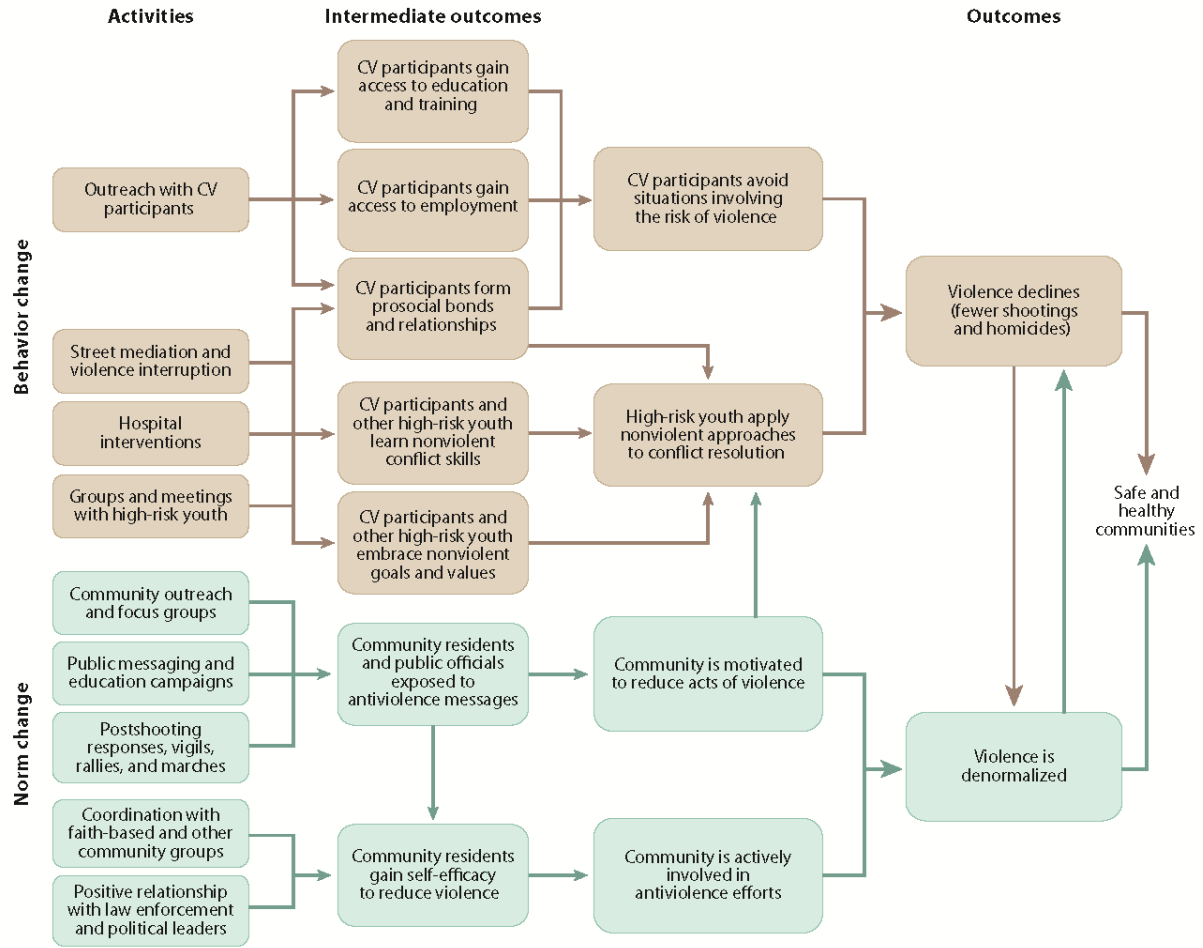 Activities
Intermediate outcomes
Outcomes
Behavior change
Outreach with CV
participants
Street mediation and
violence interruption
Hospital
interventions
Groups and meetings
with high-risk youth
CV participants gain
access to education
and training
CV participants gain
access to employment
CV participants form
prosocial bonds
and relationships
CV participants and
other high-risk youth
learn nonviolent
conflict skills
CV participants and
other high-risk youth
embrace nonviolent
goals and values
CV participants avoid
situations involving
the risk of violence
High-risk youth apply
nonviolent approaches
to conflict resolution
Violence declines
(fewer shootings
and homicides)
Safe and
healthy
communities
Norm change
Community outreach
and focus groups
Public messaging and
education campaigns
Postshooting
responses, vigils,
rallies, and marches
Coordination with
faith-based and other
community groups
Positive relationship
with law enforcement
and political leaders
Community residents
and public officials
exposed to
antiviolence messages
Community residents
gain self-efficacy
to reduce violence
Community is motivated
to reduce acts of violence
Community is actively
involved in
antiviolence efforts
Violence is
denormalized